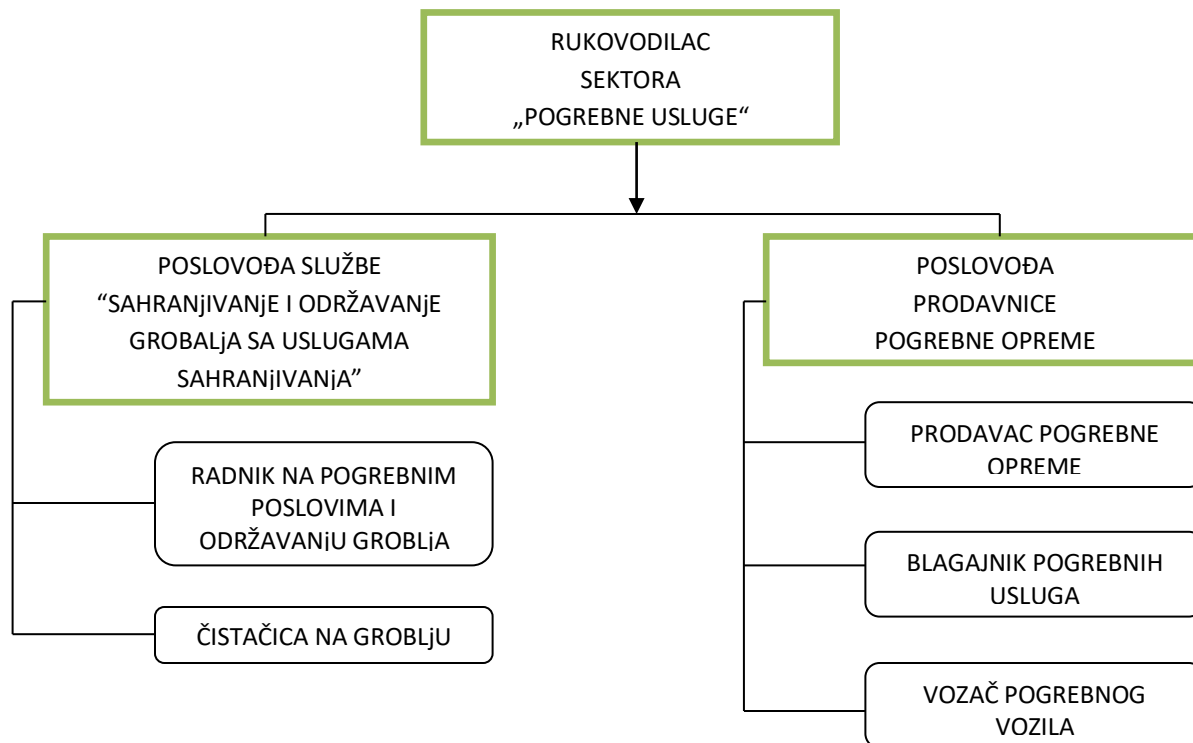 RUKOVODILAC
SEKTORA
„POGREBNE USLUGE“
POSLOVOĐA SLUŽBE
“SAHRANjIVANjE I ODRŽAVANjE
GROBALjA SA USLUGAMA
SAHRANjIVANjA”
RADNIK NA POGREBNIM
POSLOVIMA I
ODRŽAVANjU GROBLjA
ČISTAČICA NA GROBLjU
POSLOVOĐA
PRODAVNICE
POGREBNE OPREME
PRODAVAC POGREBNE
OPREME
BLAGAJNIK POGREBNIH
USLUGA
VOZAČ POGREBNOG
VOZILA